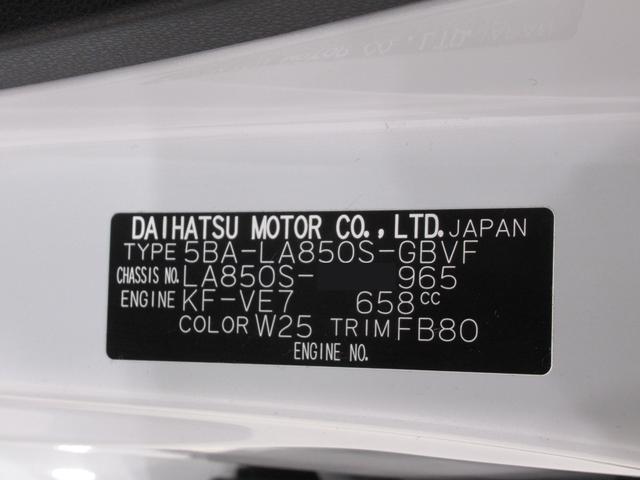 DAIHATSU MOTOR CO., LTD. JAPAN
TYPE 5BA-LA850S-GBVF
CHASSIS NO. LA850S- 965
ENGINE KF-VE7 658cc
COLOR W25 TRIM FB80
ENGINE NO.